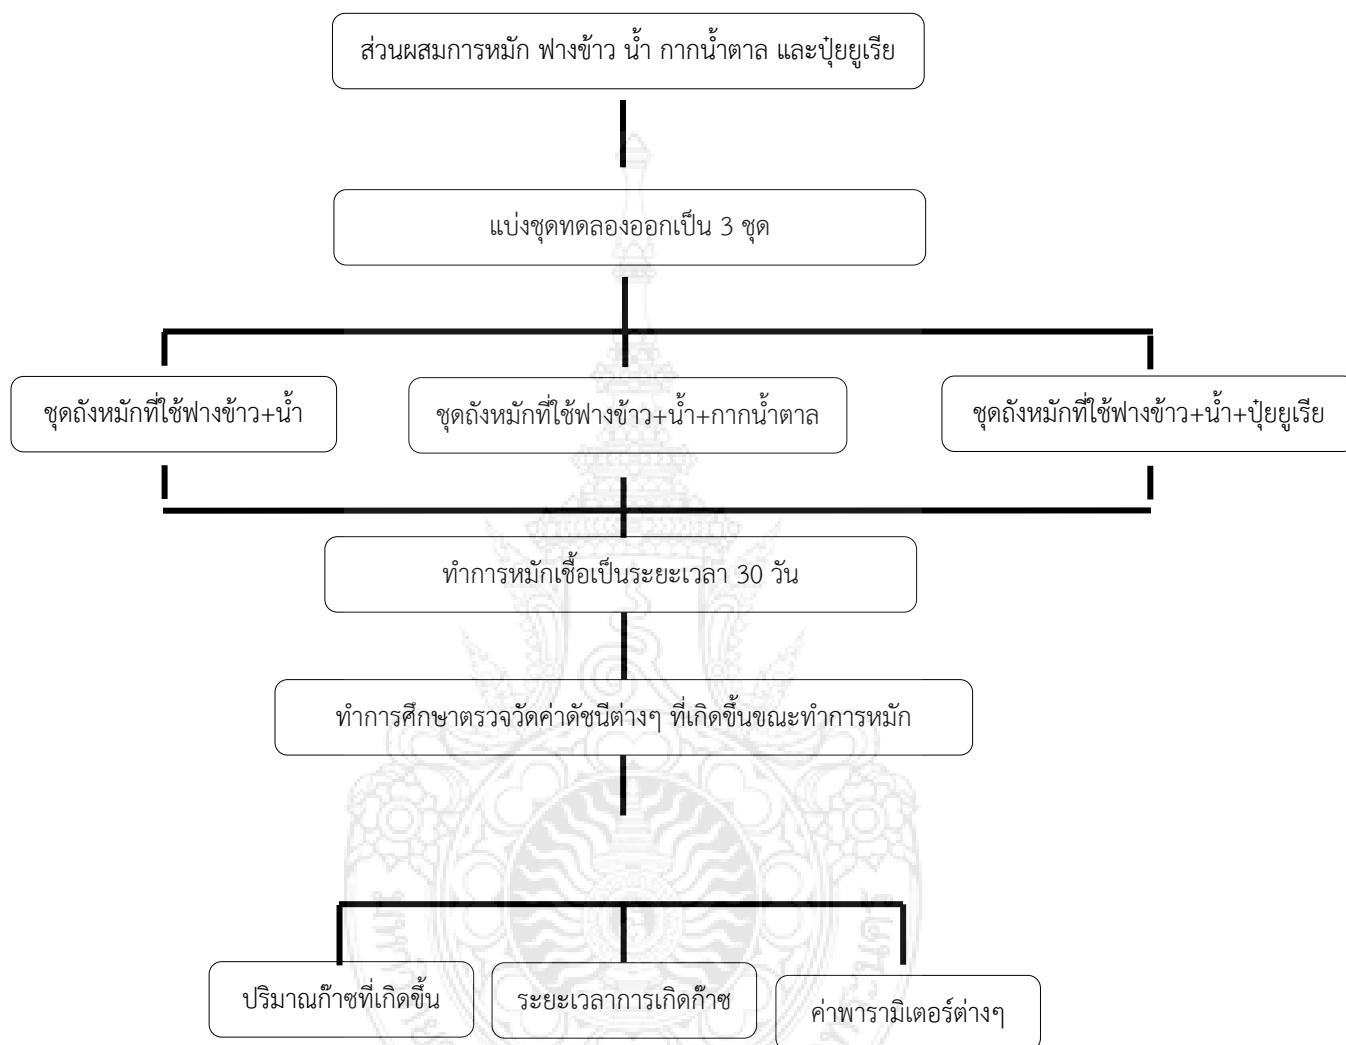 ส่วนผสมการหมัก ฟางข้าว น้ำ กากน้ำตาล และปุ๋ยยูเรีย
แบ่งชุดทดลองออกเป็น 3 ชุด
ชุดถังหมักที่ใช้ฟางข้าว+น้ำ
ชุดถังหมักที่ใช้ฟางข้าว+น้ำ+กากน้ำตาล
ชุดถังหมักที่ใช้ฟางข้าว+น้ำ+ปุ๋ยยูเรีย
ทำการหมักเชื้อเป็นระยะเวลา 30 วัน
ทำการศึกษาตรวจวัดค่าดัชนีต่างๆ ที่เกิดขึ้นขณะทำการหมัก
ปริมาณก๊าซที่เกิดขึ้น
ระยะเวลาการเกิดก๊าซ
ค่าพารามิเตอร์ต่างๆ